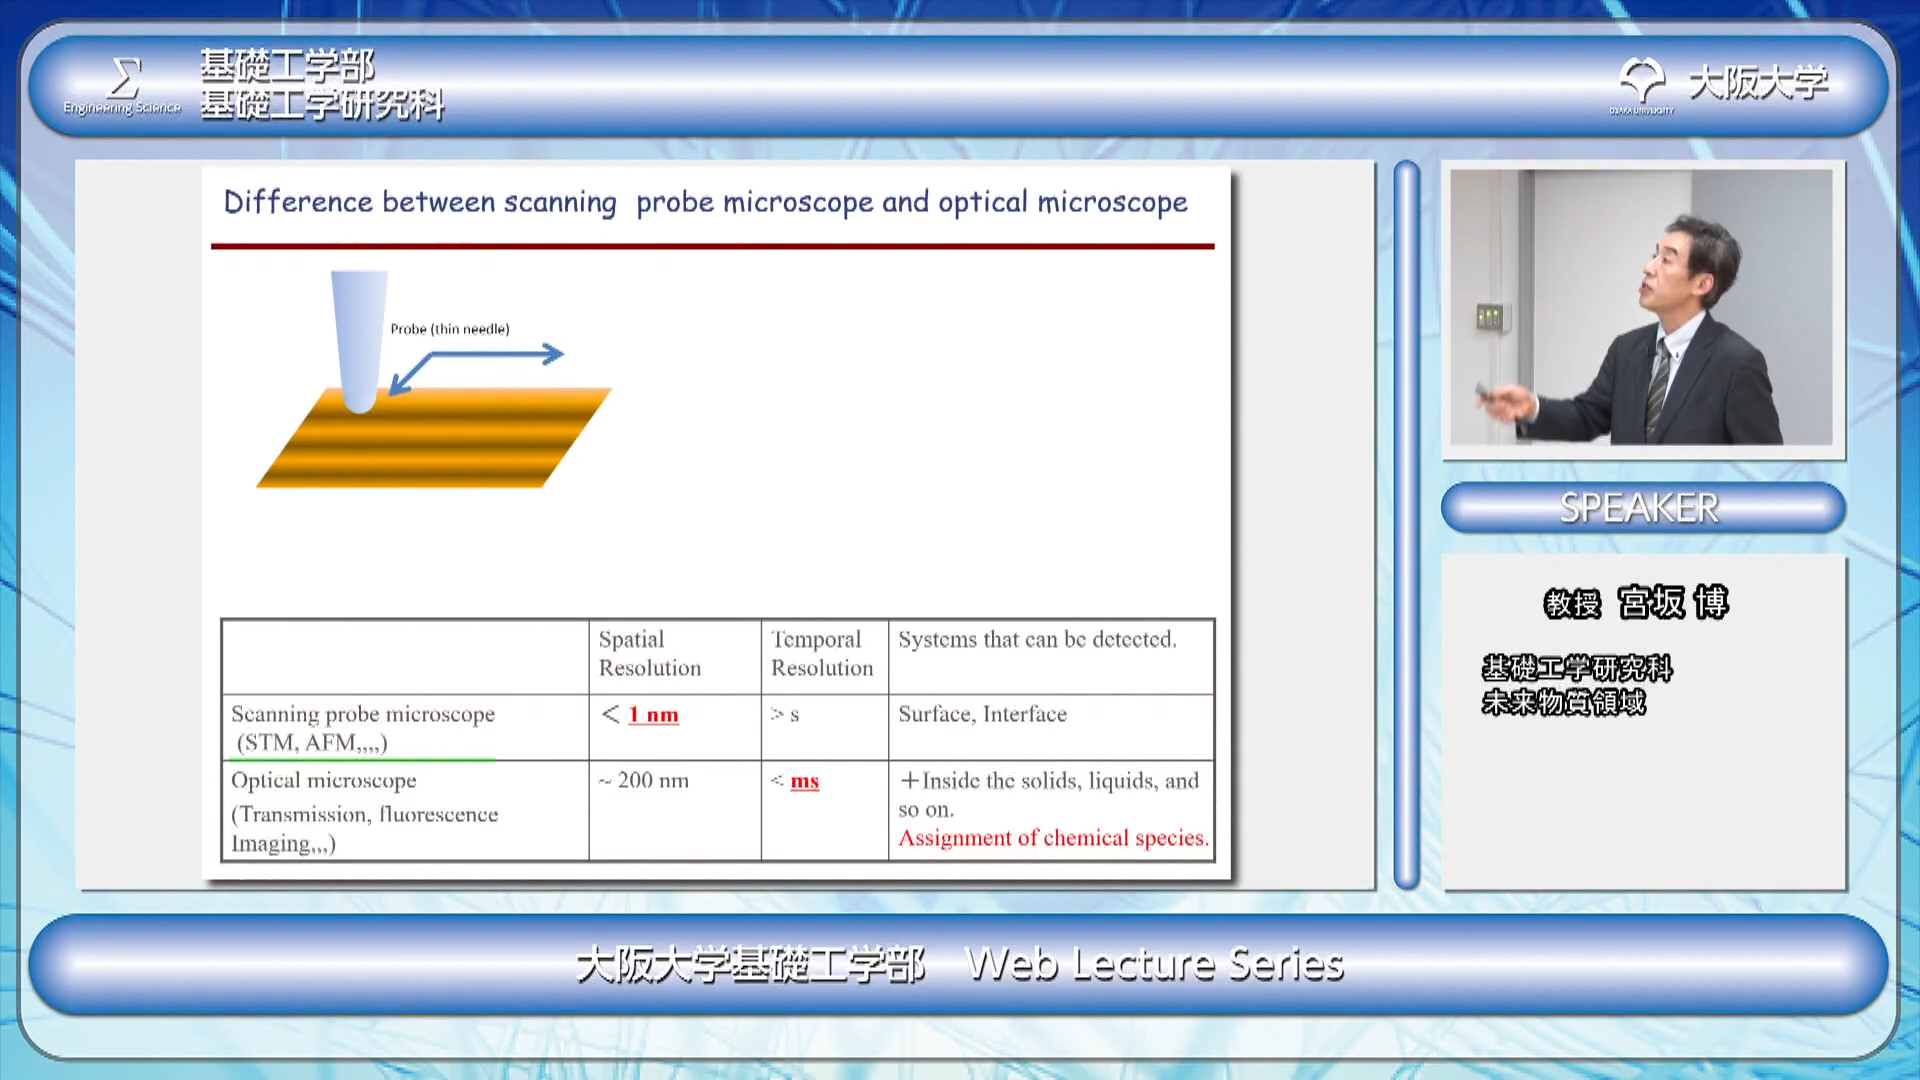 Engineering Science
基礎工学部
基礎工学研究科
OSAKA UNIVERSITY
大阪大学
Difference between scanning probe microscope and optical microscope
Probe (thin needle)
Spatial Resolution
Temporal Resolution
Systems that can be detected.
Scanning probe microscope
(STM, AFM,,,,)
< 1 nm
> s
Surface, Interface
Optical microscope
(Transmission, fluorescence
Imaging,,,)
~ 200 nm
< ms
+Inside the solids, liquids, and
so on.
Assignment of chemical species.
SPEAKER
教授 宮坂 博
基礎工学研究科
未来物質領域
大阪大学基礎工学部 Web Lecture Series